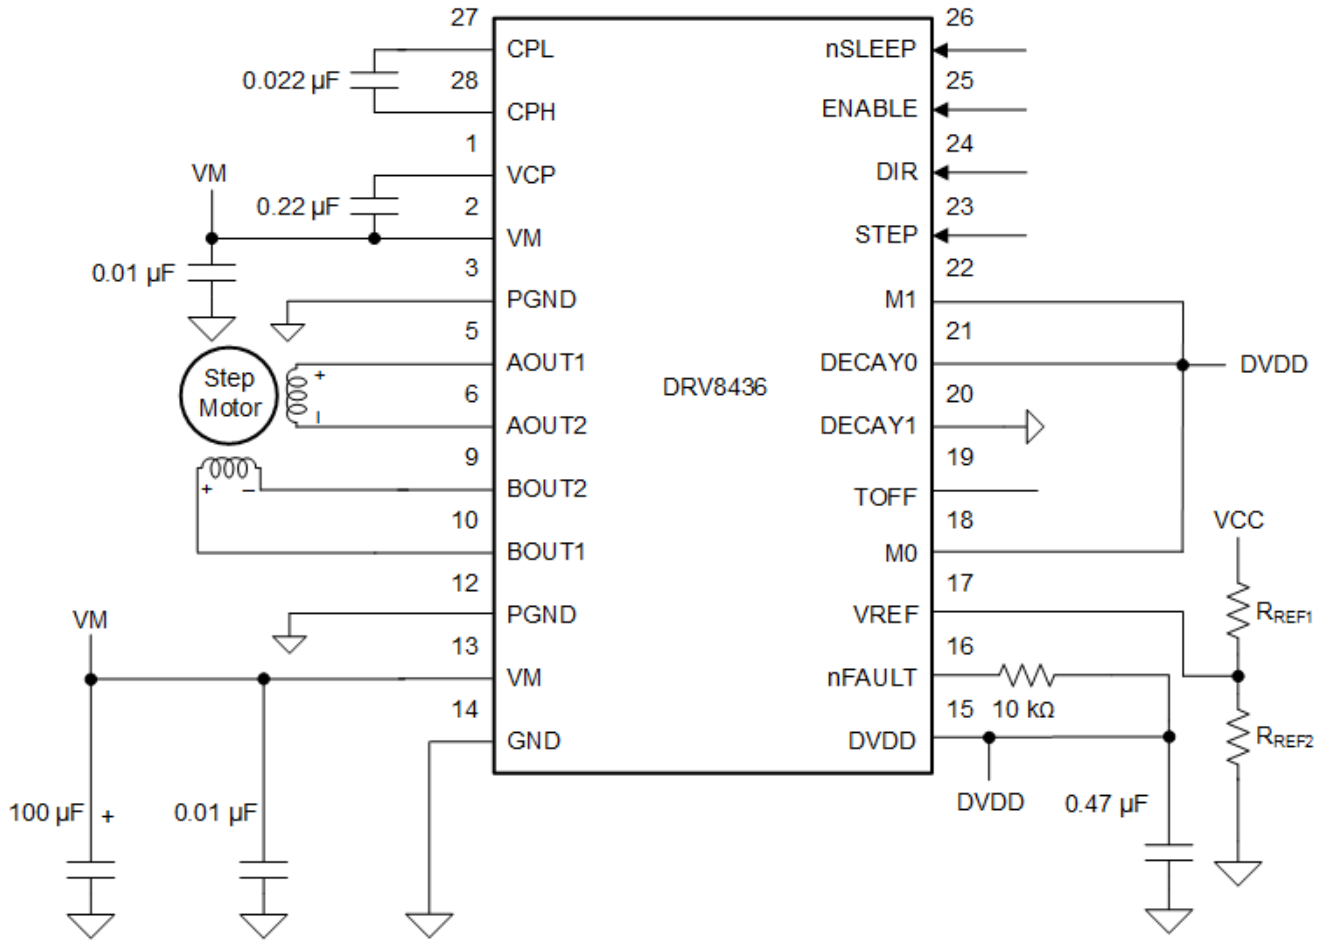 27
CPL
0.022 µF
28
CPH
1
VM
VCP
0.22 µF
2
VM
0.01 µF
3
PGND
5
AOUT1
Step
Motor
+
–
6
AOUT2
9
+
–
BOUT2
10
BOUT1
12
PGND
VM
13
VM
14
GND
100 µF +
0.01 µF
DRV8436
26
nSLEEP
25
ENABLE
24
DIR
23
STEP
22
M1
21
DECAY0
DVDD
20
DECAY1
19
TOFF
18
M0
VCC
17
VREF
RREF1
16
nFAULT
10 kΩ
15
DVDD
RREF2
DVDD
0.47 µF